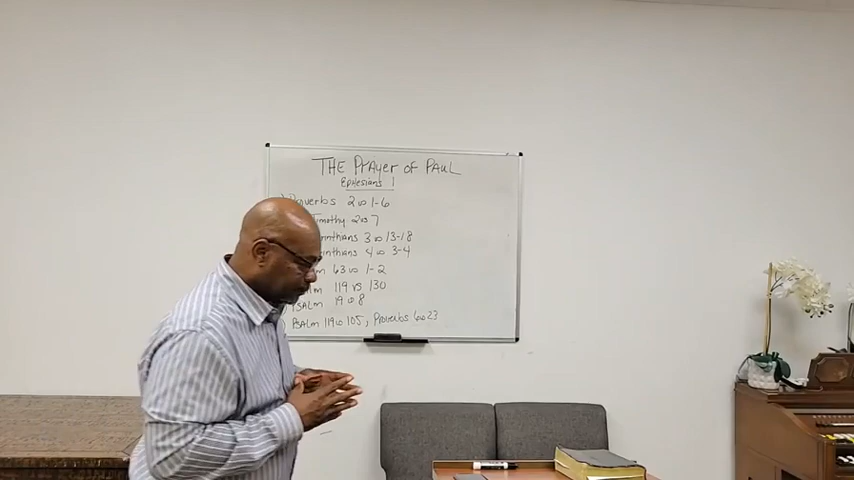 THE PRAYER OF PAUL
Ephesians 1
Proverbs 2 vs 1-6
Timothy 2 vs 7
3 vs 13-18
4 vs 3-4
63 vs 1-2
119 vs 130
PSALM 19 vs 8
PSALM 119 vs 105, Proverbs 6 vs 23